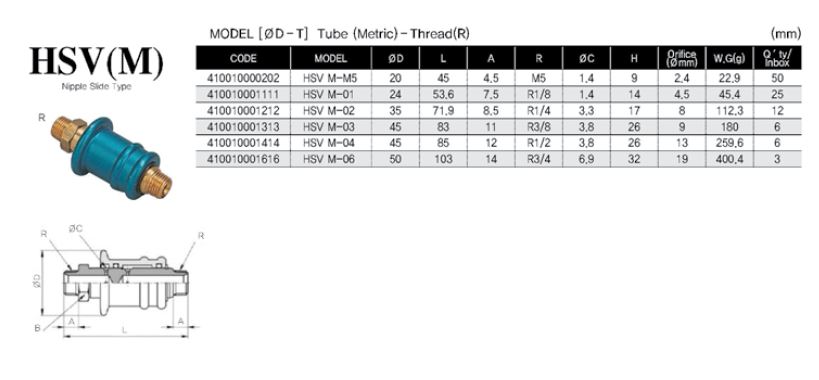 MODEL [ØD-T] Tube (Metric)-Thread(R) (mm)
HSV(M)
Nipple Slide Type
R
CODE MODEL ØD L A R ØC H Orifice (Ømm) W.G(g) Q'ty/ Inbox
410010000202 HSV M-M5 20 45 4.5 M5 1.4 9 2.4 22.9 50
410010001111 HSV M-01 24 53.6 7.5 R1/8 1.4 14 4.5 45.4 25
410010001212 HSV M-02 35 71.9 8.5 R1/4 3.3 17 8 112.3 12
410010001313 HSV M-03 45 83 11 R3/8 3.8 26 9 180 6
410010001414 HSV M-04 45 85 12 R1/2 3.8 26 13 259.6 6
410010001616 HSV M-06 50 103 14 R3/4 6.9 32 19 400.4 3
R ØC R
ØD
B A L A